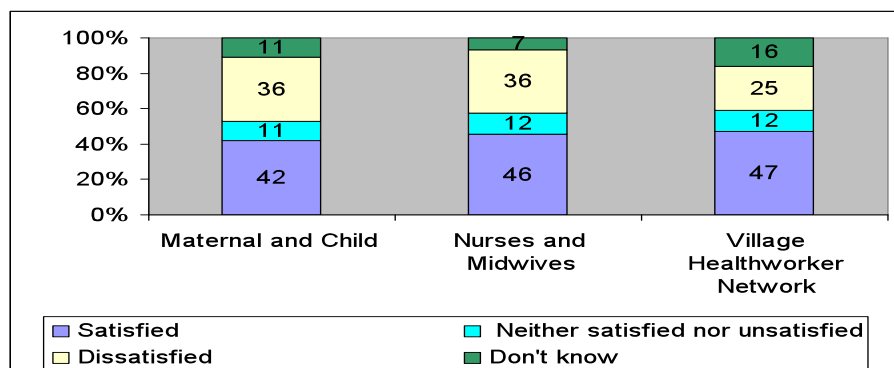 100%
80%
60%
40%
20%
0%
11
36
11
42
7
36
12
46
16
25
12
47
Maternal and Child
Nurses and
Midwives
Village
Healthworker
Network
Satisfied
Neither satisfied nor unsatisfied
Dissatisfied
Don't know